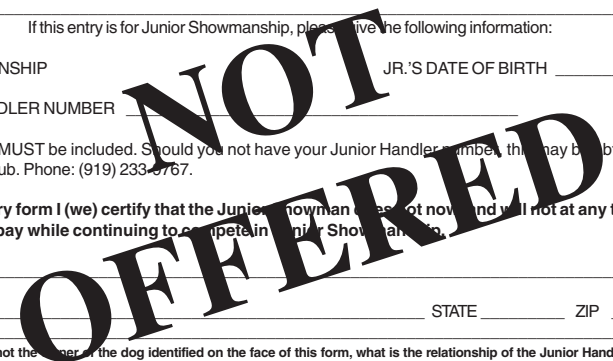 If this entry is for Junior Showmanship, please give the following information:
NSHIP JR.'S DATE OF BIRTH
DLER NUMBER
NOT
MUST be included. Should you not have your Junior Handler number, this may be
ub. Phone: (919) 233-9767.
ry form I (we) certify that the Junior Showman does not now and will not at any
pay while continuing to compete in Junior Showmanship.
OFFERED
STATE ZIP
not the owner of the dog identified on the face of this form, what is the relationship of the Junior Hand